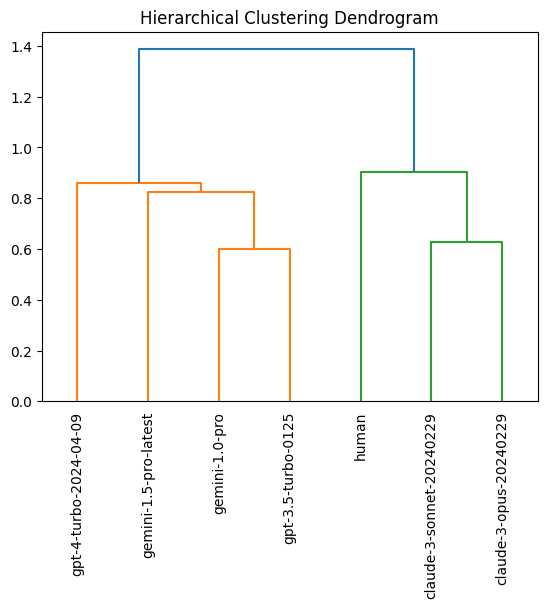 Hierarchical Clustering Dendrogram
1.4
1.2
1.0
0.8
0.6
0.4
0.2
0.0
gpt-4-turbo-2024-04-09
gemini-1.5-pro-latest
gemini-1.0-pro
gpt-3.5-turbo-0125
human
claude-3-sonnet-20240229
claude-3-opus-20240229